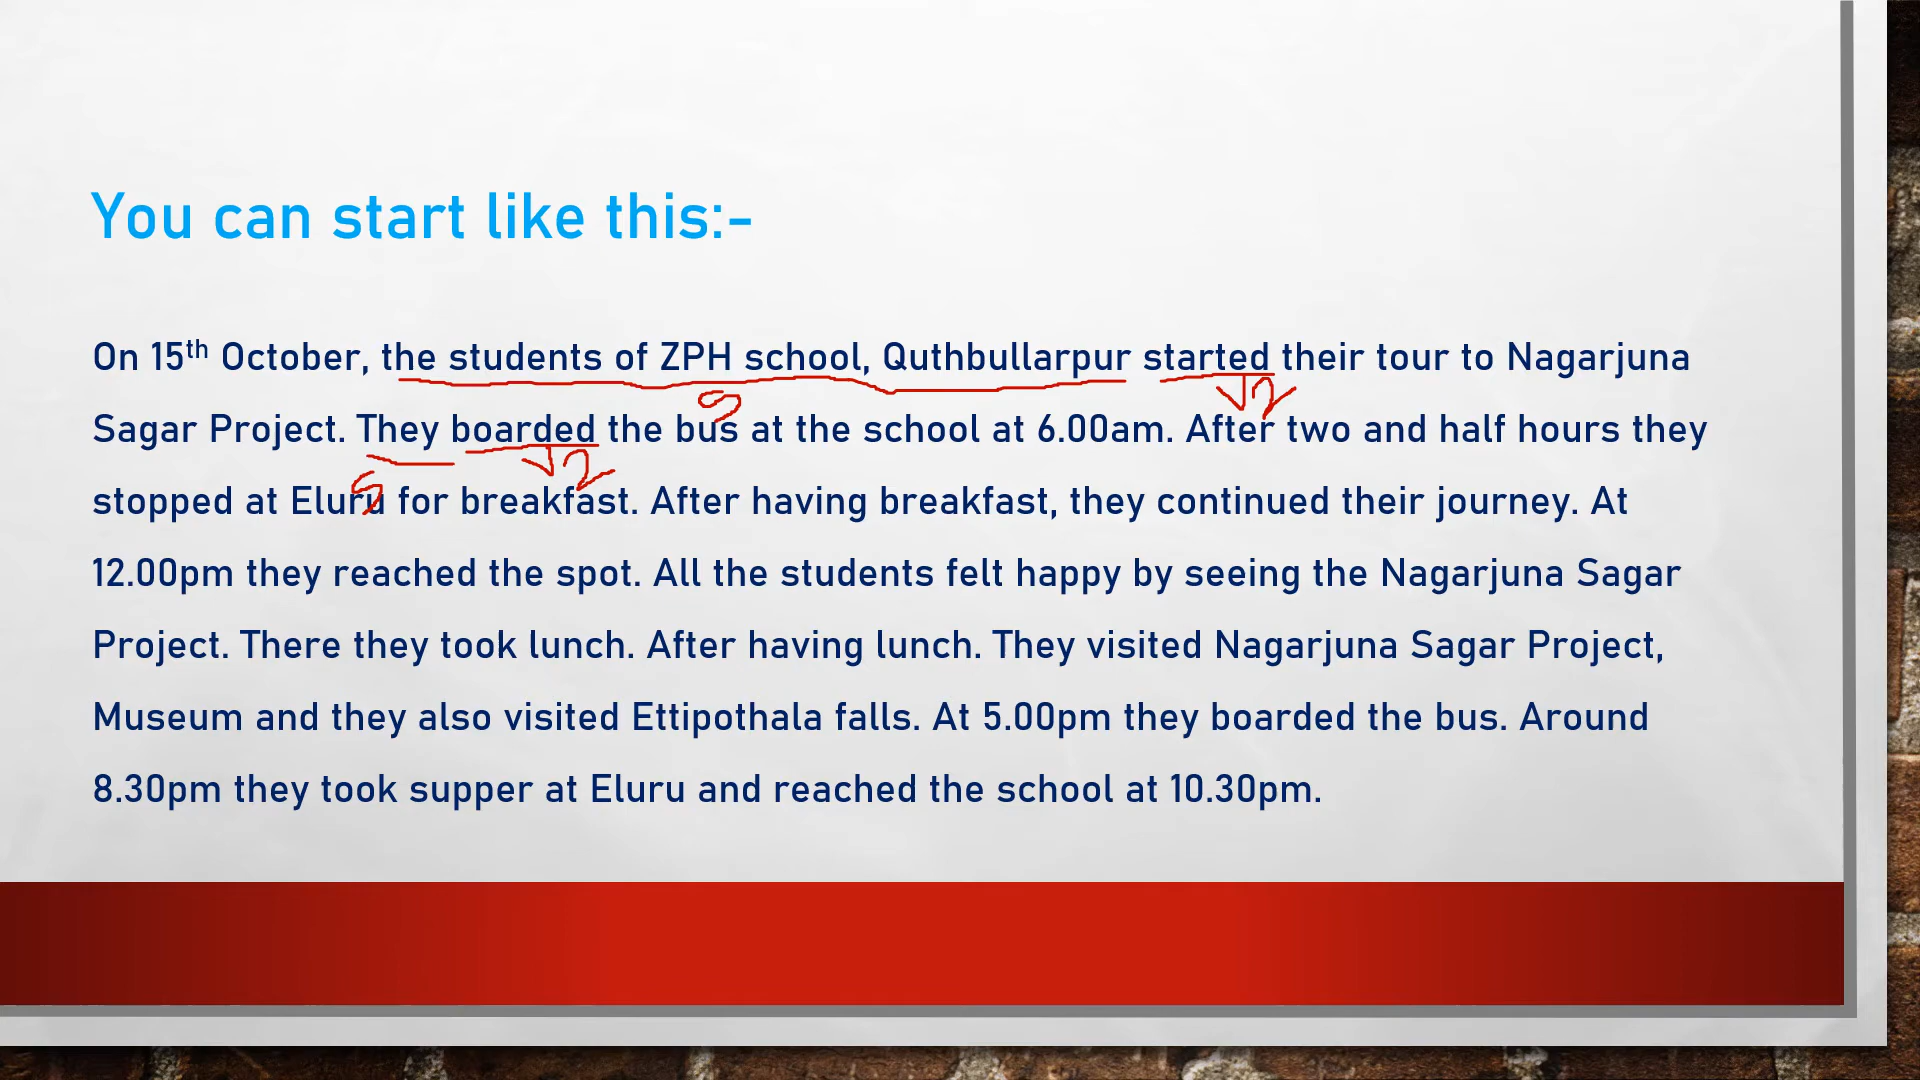 You can start like this:-
On 15th October, the students of ZPH school, Quthbullarpur started their tour to Nagarjuna
S V2
Sagar Project. They boarded the bus at the school at 6.00am. After two and half hours they
S V2
stopped at Eluru for breakfast. After having breakfast, they continued their journey. At
12.00pm they reached the spot. All the students felt happy by seeing the Nagarjuna Sagar
Project. There they took lunch. After having lunch. They visited Nagarjuna Sagar Project,
Museum and they also visited Ettipothala falls. At 5.00pm they boarded the bus. Around
8.30pm they took supper at Eluru and reached the school at 10.30pm.